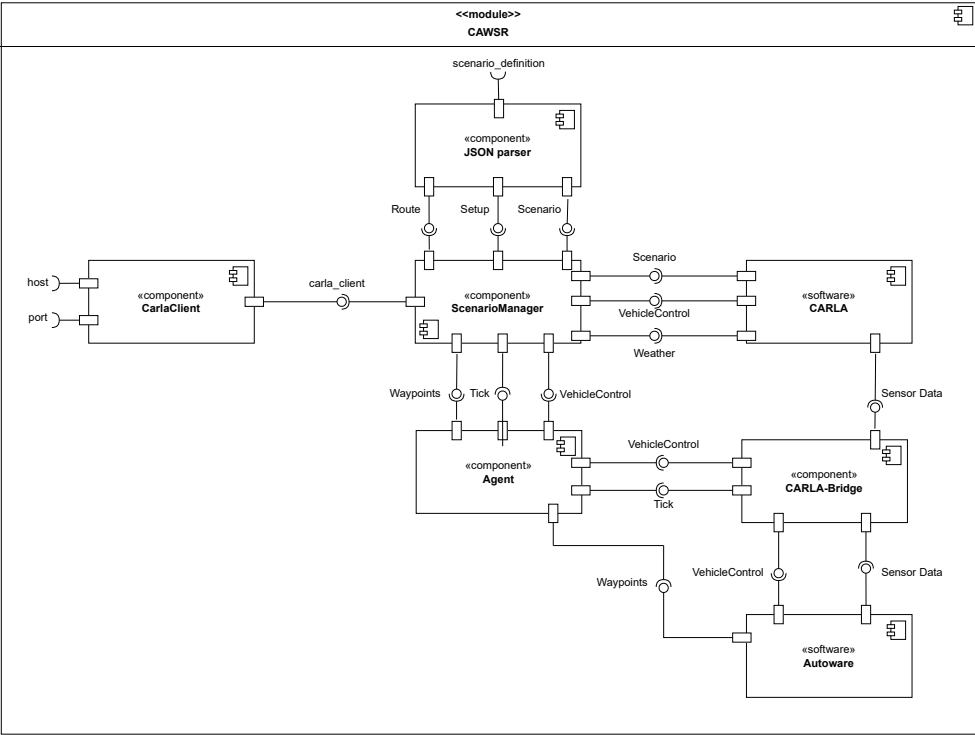 <<module>>
CAWSR
scenario_definition
«component»
JSON parser
Route
Setup
Scenario
host
port
«component»
CarlaClient
carla_client
«component»
ScenarioManager
Scenario
VehicleControl
Weather
«software»
CARLA
Waypoints
Tick
VehicleControl
Sensor Data
«component»
Agent
VehicleControl
Tick
«component»
CARLA-Bridge
Waypoints
VehicleControl
Sensor Data
«software»
Autoware